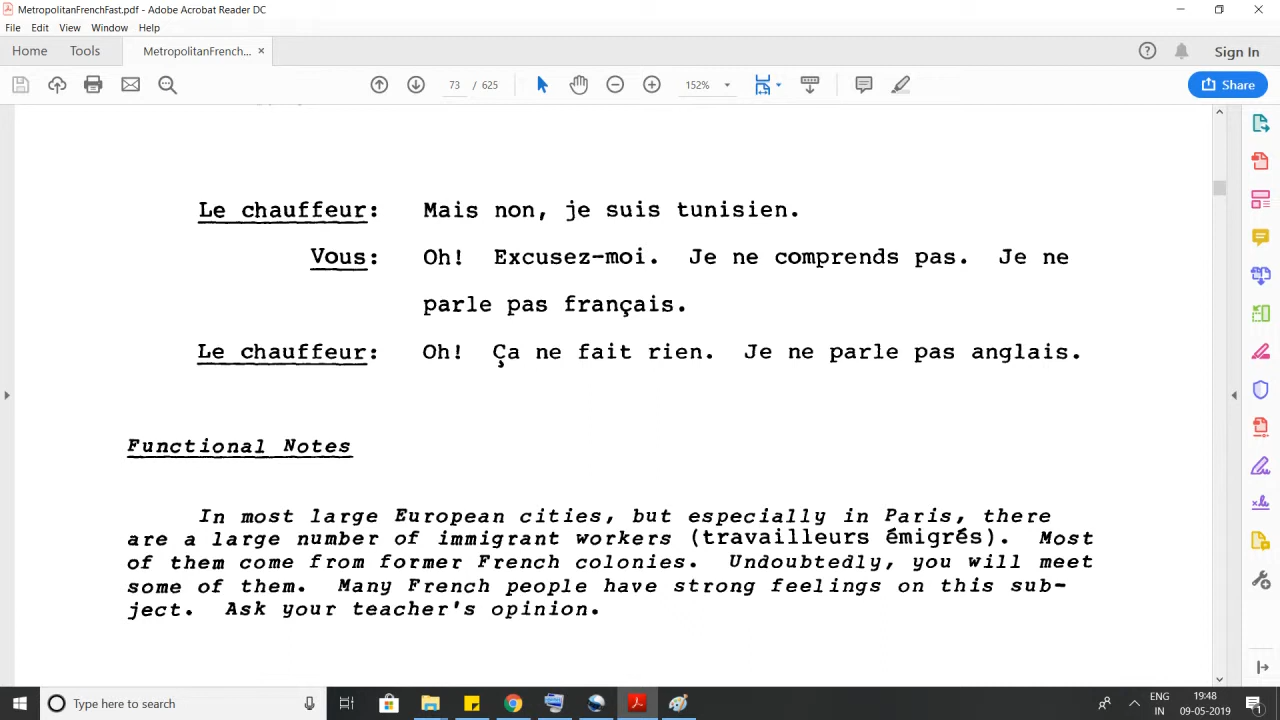 MetropolitanFrenchFast.pdf - Adobe Acrobat Reader DC
File Edit View Window Help
Home Tools MetropolitanFrench... × Sign In
73 / 625 152% Share
Le chauffeur: Mais non, je suis tunisien.
Vous: Oh! Excusez-moi. Je ne comprends pas. Je ne
parle pas français.
Le chauffeur: Oh! Ça ne fait rien. Je ne parle pas anglais.
Functional Notes
In most large European cities, but especially in Paris, there
are a large number of immigrant workers (travailleurs émigrés). Most
of them come from former French colonies. Undoubtedly, you will meet
some of them. Many French people have strong feelings on this sub-
ject. Ask your teacher's opinion.
Type here to search
ENG 19:48
IN 09-05-2019 1